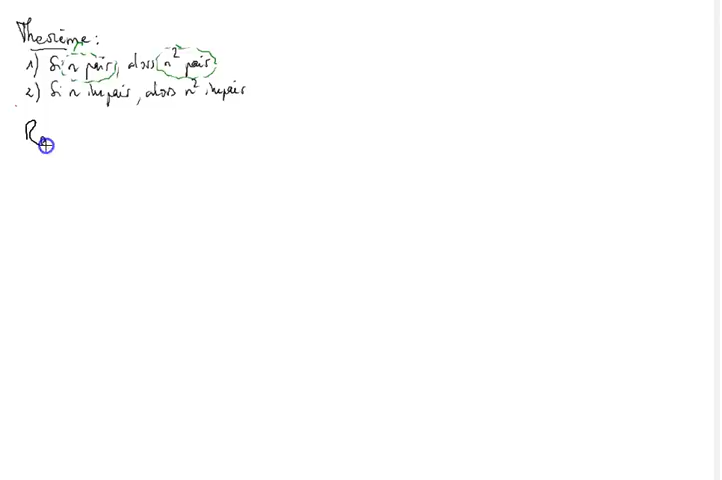 Théorème :
1) Si n pair, alors n² pair
2) Si n impair, alors n² impair
R